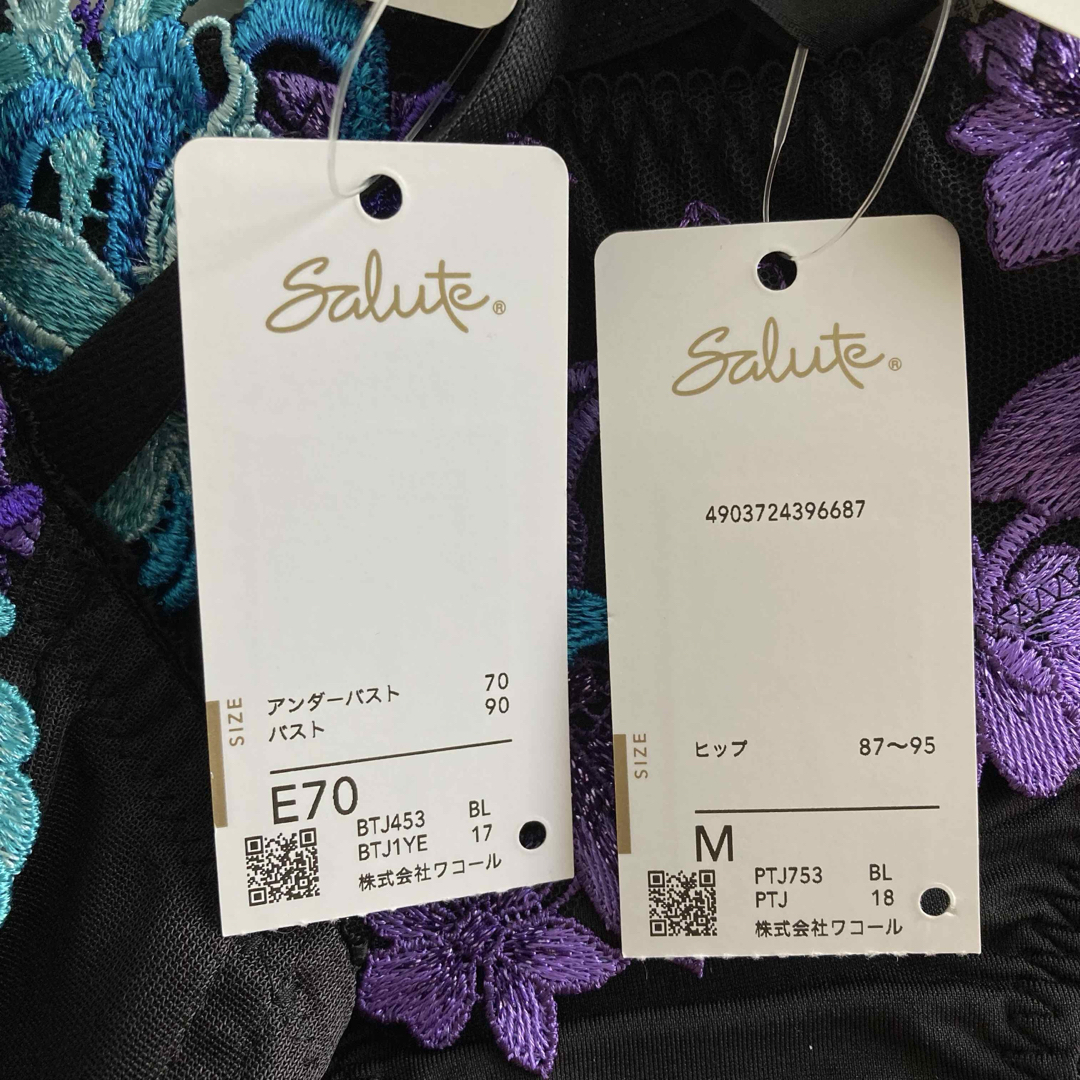 Salute®
アンダーバスト 70
バスト 90
SIZE
E70
BTJ453 BL
BTJ1YE 17
株式会社ワコール
Salute®
4903724396687
SIZE
ヒップ 87〜95
M
PTJ753 BL
PTJ 18
株式会社ワコール